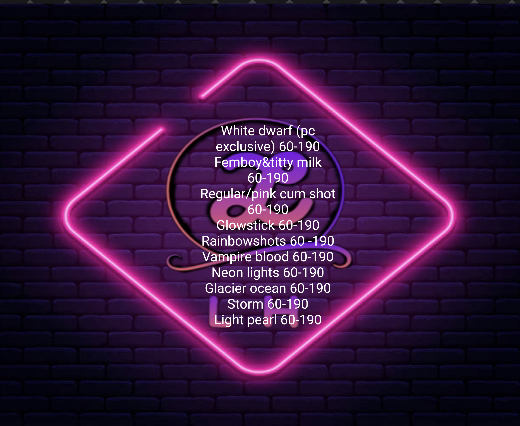 White dwarf (pc
exclusive) 60-190
Femboy&titty milk
60-190
Regular/pink cum shot
60-190
Glowstick 60-190
Rainbowshots 60 -190
Vampire blood 60-190
Neon lights 60-190
Glacier ocean 60-190
Storm 60-190
Light pearl 60-190